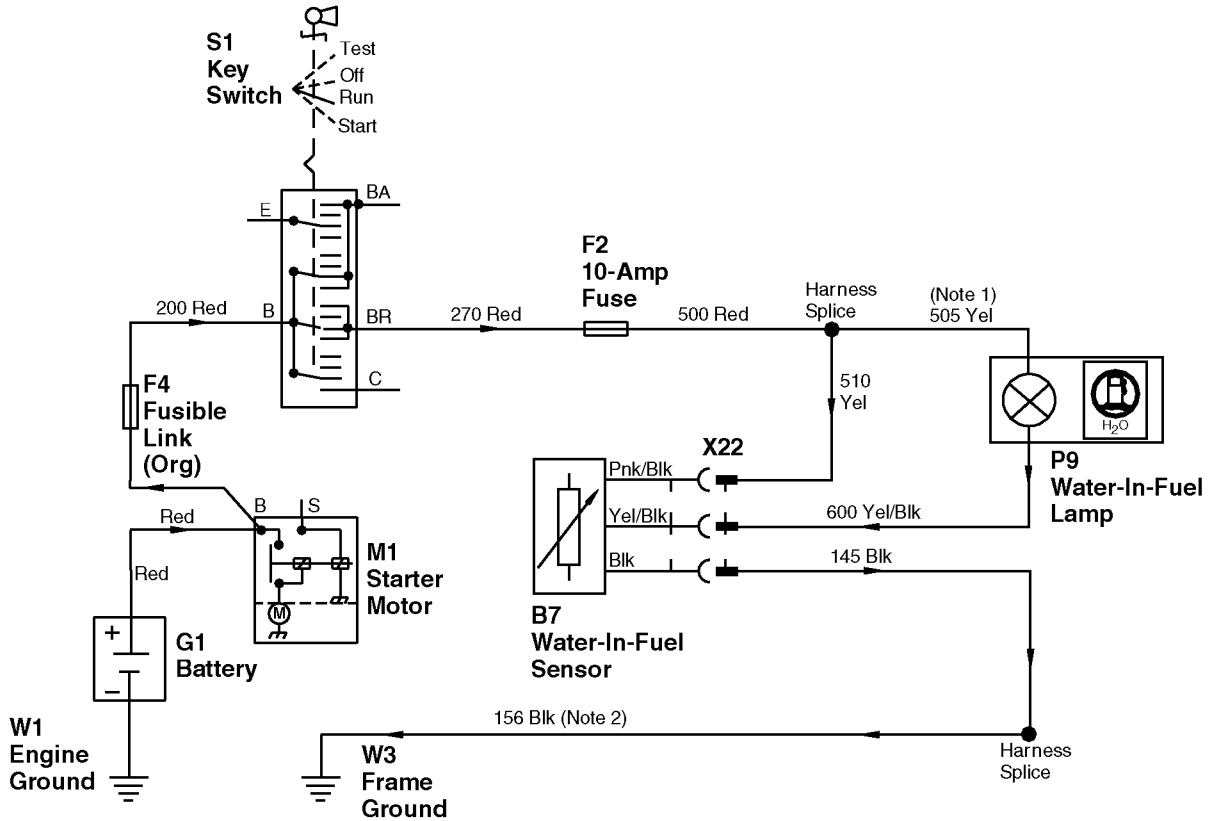 S1
Key
Switch
Test
Off
Run
Start
BA
E
200 Red
B
BR
270 Red
F2
10-Amp
Fuse
500 Red
Harness
Splice
(Note 1)
505 Yel
C
F4
Fusible
Link
(Org)
510
Yel
H2O
P9
Water-In-Fuel
Lamp
X22
Pnk/Blk
Yel/Blk
600 Yel/Blk
Blk
145 Blk
B7
Water-In-Fuel
Sensor
Red
Red
B
S
M
M1
Starter
Motor
+
−
G1
Battery
W1
Engine
Ground
156 Blk (Note 2)
W3
Frame
Ground
Harness
Splice